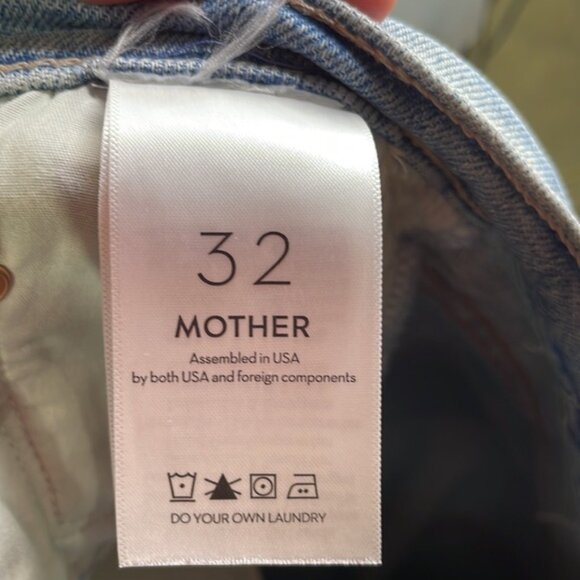 32
MOTHER
Assembled in USA
by both USA and foreign components
DO YOUR OWN LAUNDRY